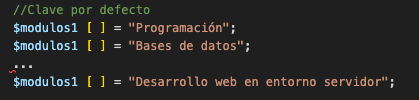 //Clave por defecto
$modulos1 [ ] = "Programación";
$modulos1 [ ] = "Bases de datos";
...
$modulos1 [ ] = "Desarrollo web en entorno servidor";